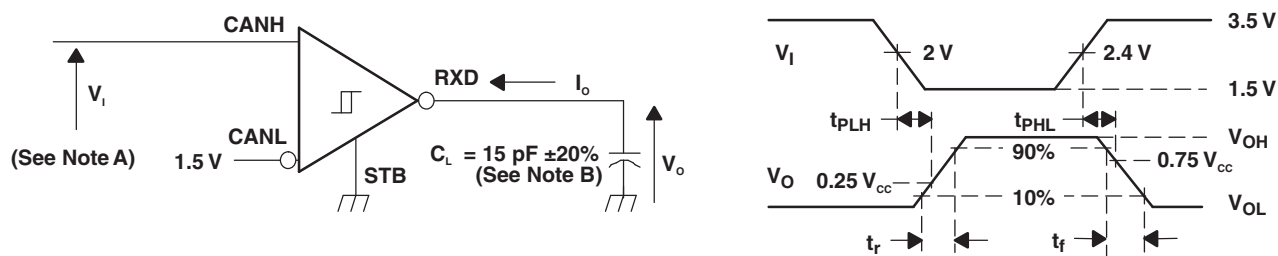 CANH
RXD
I_O
V_I
CANL
(See Note A)
1.5 V
STB
C_L = 15 pF ±20%
(See Note B)
V_O
3.5 V
V_I
2 V
2.4 V
1.5 V
t_PLH
t_PHL
V_OH
90%
0.75 V_cc
V_O
0.25 V_cc
10%
V_OL
t_r
t_f